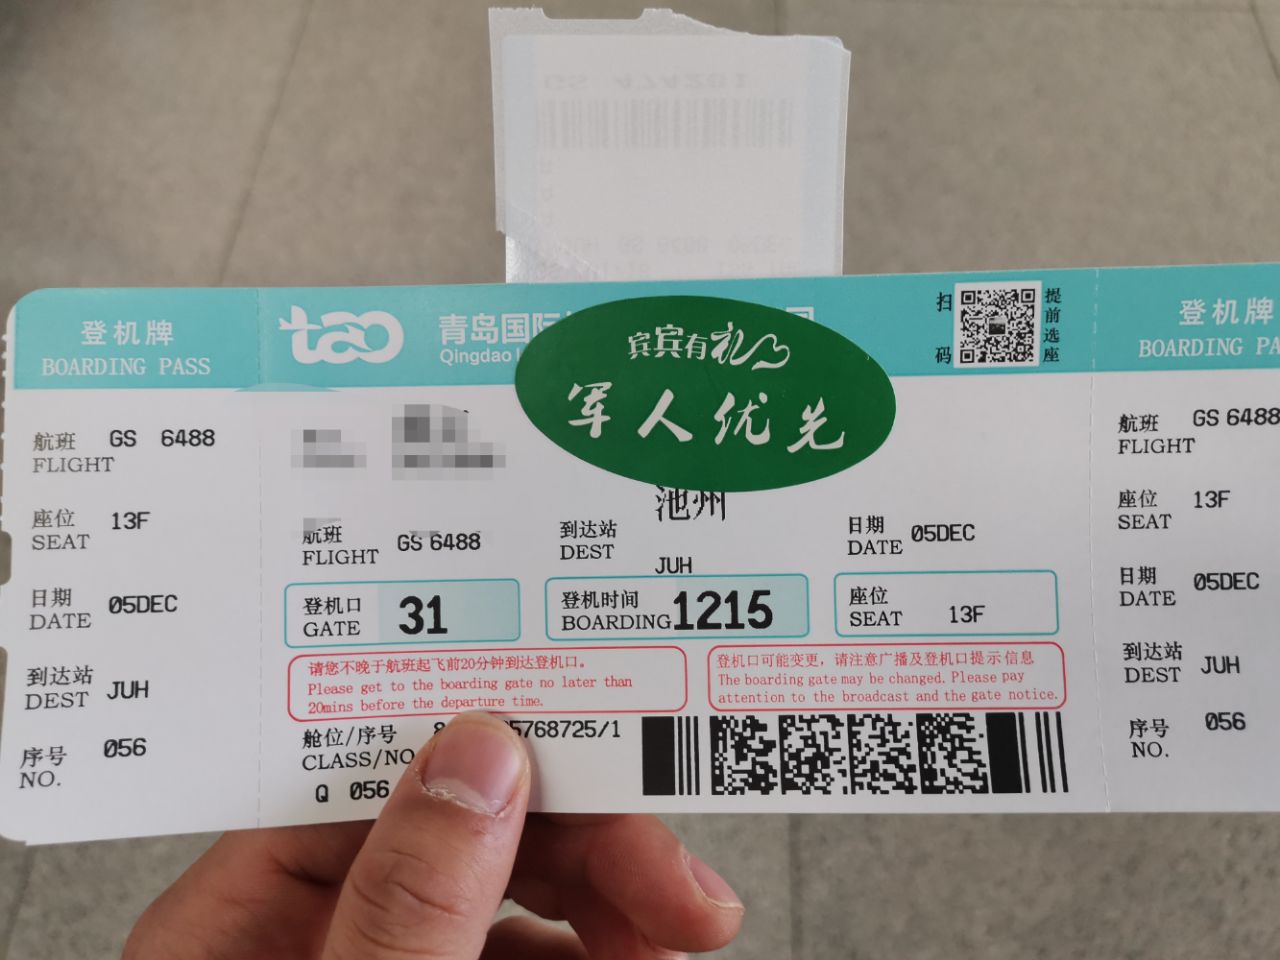 GS 474201
登机牌
BOARDING PASS
航班 GS 6488
FLIGHT
座位 13F
SEAT
日期 05DEC
DATE
到达站 JUH
DEST
序号 056
NO.
tao 青岛国际
Qingdao
宾宾有礼
军人优先
扫码
提前选座
航班 GS 6488
FLIGHT
到达站 池州
DEST JUH
日期 05DEC
DATE
登机口 31
GATE
登机时间 1215
BOARDING
座位 13F
SEAT
请您不晚于航班起飞前20分钟到达登机口。
Please get to the boarding gate no later than
20mins before the departure time.
登机口可能变更，请注意广播及登机口提示信息
The boarding gate may be changed. Please pay
attention to the broadcast and the gate notice.
舱位/序号 5768725/1
CLASS/NO
Q 056
登机牌
BOARDING PA
航班 GS 6488
FLIGHT
座位 13F
SEAT
日期 05DEC
DATE
到达站 JUH
DEST
序号 056
NO.